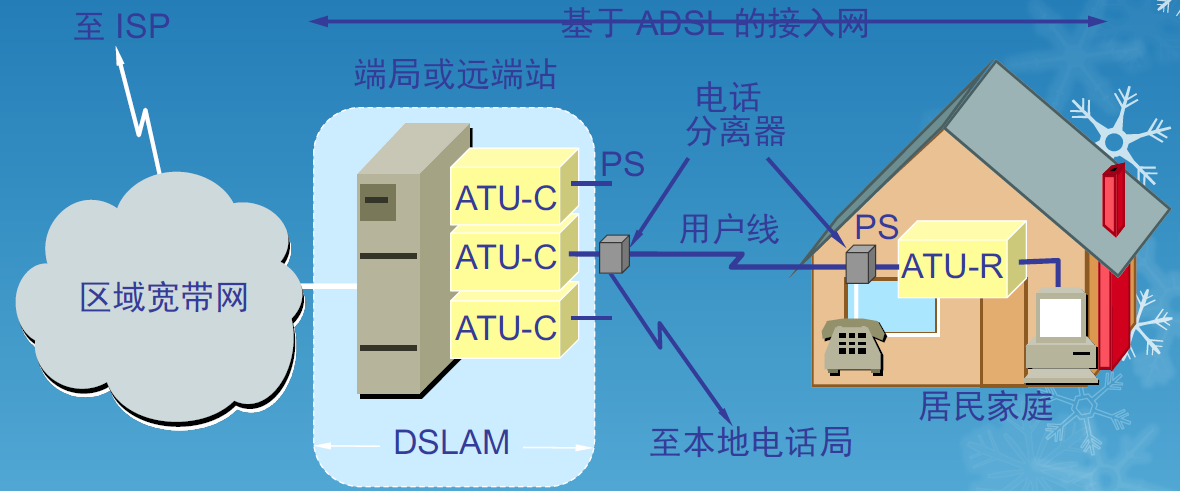 至 ISP
基于 ADSL 的接入网
端局或远端站
电话
分离器
PS
ATU-C
ATU-C
ATU-C
用户线
PS
ATU-R
区域宽带网
居民家庭
DSLAM
至本地电话局